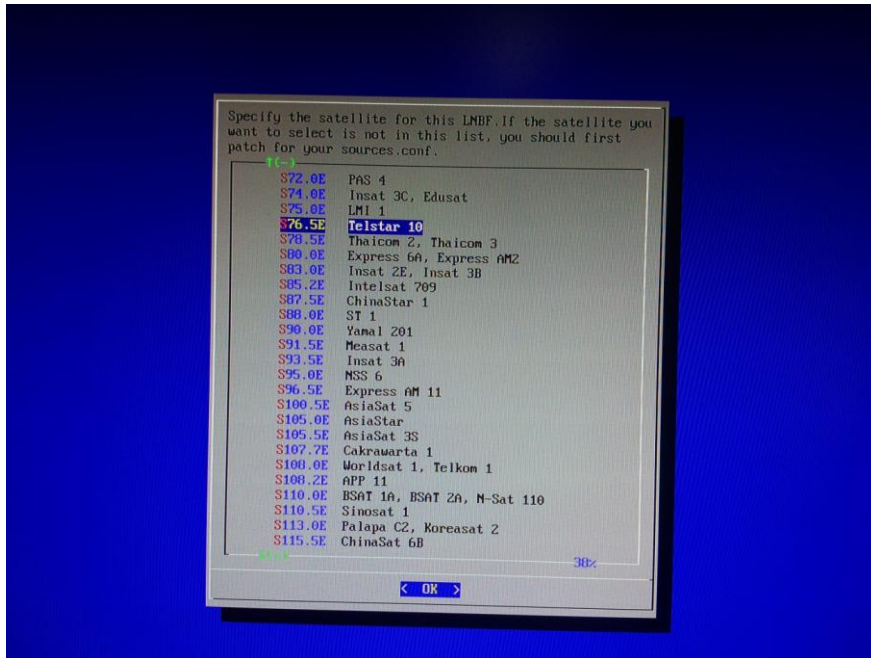 Specify the satellite for this LNBF.If the satellite you
want to select is not in this list, you should first
patch for your sources.conf.
↑(-)
S72.0E PAS 4
S74.0E Insat 3C, Edusat
S75.0E LMI 1
S76.5E Telstar 10
S78.5E Thaicom 2, Thaicom 3
S80.0E Express 6A, Express AM2
S83.0E Insat 2E, Insat 3B
S85.2E Intelsat 709
S87.5E ChinaStar 1
S88.0E ST 1
S90.0E Yamal 201
S91.5E Measat 1
S93.5E Insat 3A
S95.0E NSS 6
S96.5E Express AM 11
S100.5E AsiaSat 5
S105.0E AsiaStar
S105.5E AsiaSat 3S
S107.7E Cakrawarta 1
S108.0E Worldsat 1, Telkom 1
S108.2E APP 11
S110.0E BSAT 1A, BSAT 2A, N-Sat 110
S110.5E Sinosat 1
S113.0E Palapa C2, Koreasat 2
S115.5E ChinaSat 6B
38%
< OK >